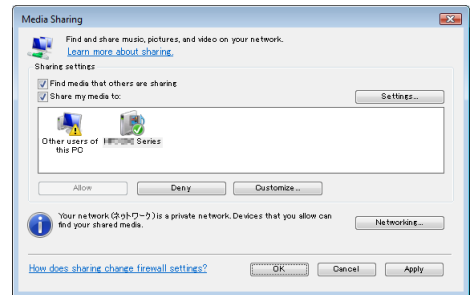 Media Sharing
Find and share music, pictures, and video on your network.
Learn more about sharing.
Sharing settings
Find media that others are sharing
Share my media to:
Settings...
Other users of this PC
Series
Allow
Deny
Customize...
Your network (ネットワーク) is a private network. Devices that you allow can
find your shared media.
Networking...
How does sharing change firewall settings?
OK
Cancel
Apply